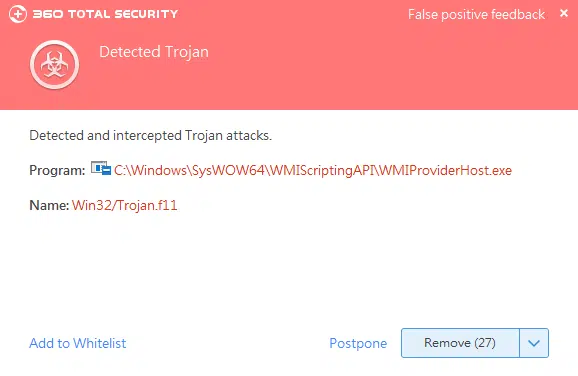 360 TOTAL SECURITY
False positive feedback ×
Detected Trojan
Detected and intercepted Trojan attacks.
Program: C:\Windows\SysWOW64\WMIScriptingAPI\WMIProviderHost.exe
Name: Win32/Trojan.f11
Add to Whitelist
Postpone
Remove (27)